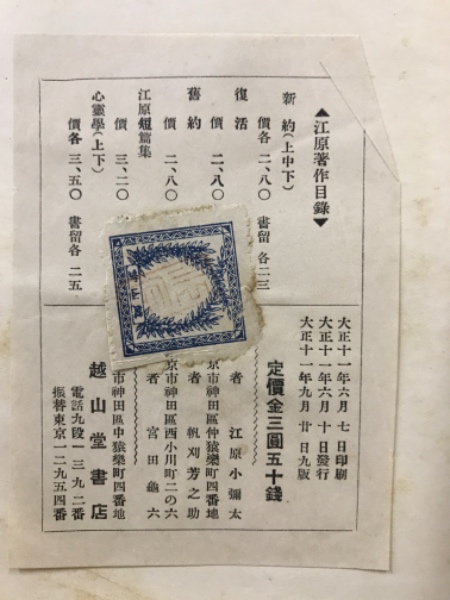 ▲江原著作目錄▼
新約(上中下)
價各 二、八〇 書留 各二三
復活
價 二、八〇
舊約
價 二、八〇
江原短篇集
價 三、二〇
心靈學(上下)
價各 三、五〇 書留各 二五
大正十一年六月 七 日印刷
大正十一年六月 十 日發行
大正十一年九月 廿 日九版
定價金三圓五十錢
者 江原小彌太
京市神田區仲猿樂町四番地
者 帆刈芳之助
京市神田區西小川町二の六
者 宮田龜六
市神田區中猿樂町四番地
越山堂書店
電話九段一三九二番
振替東京一二九五四番